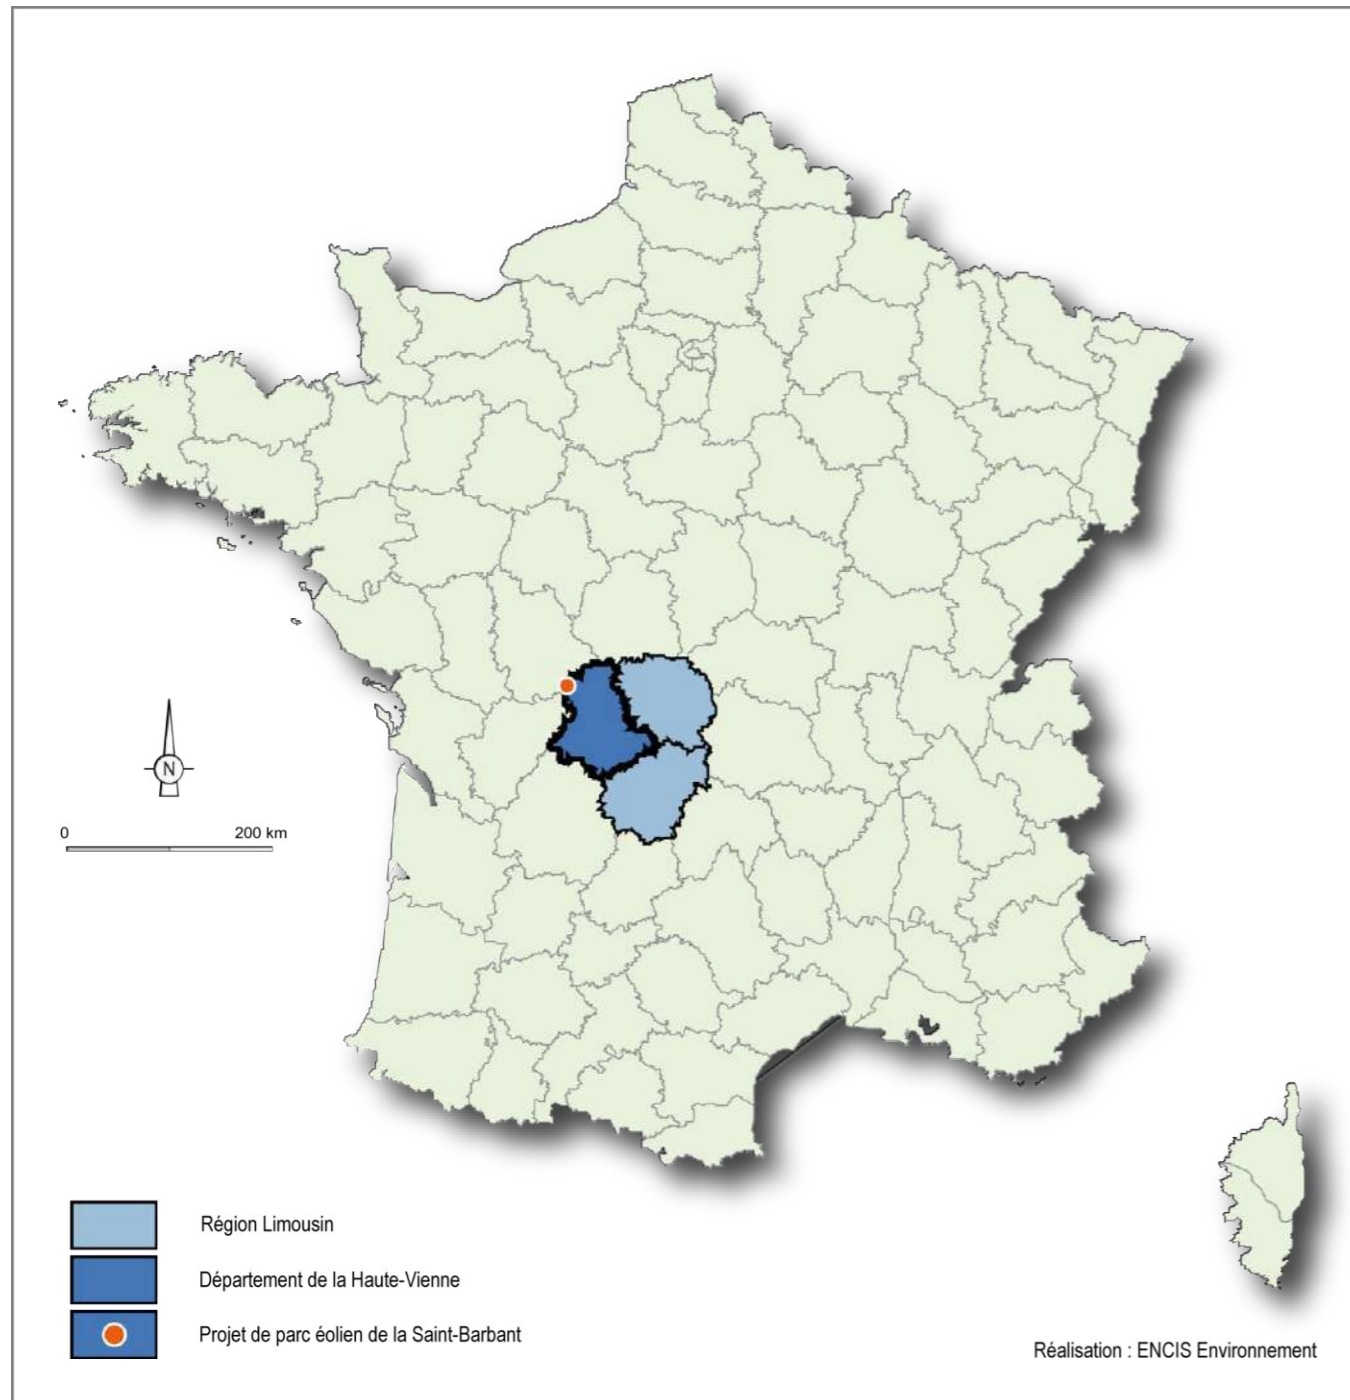 N
0 200 km
Région Limousin
Département de la Haute-Vienne
Projet de parc éolien de la Saint-Barbant
Réalisation : ENCIS Environnement